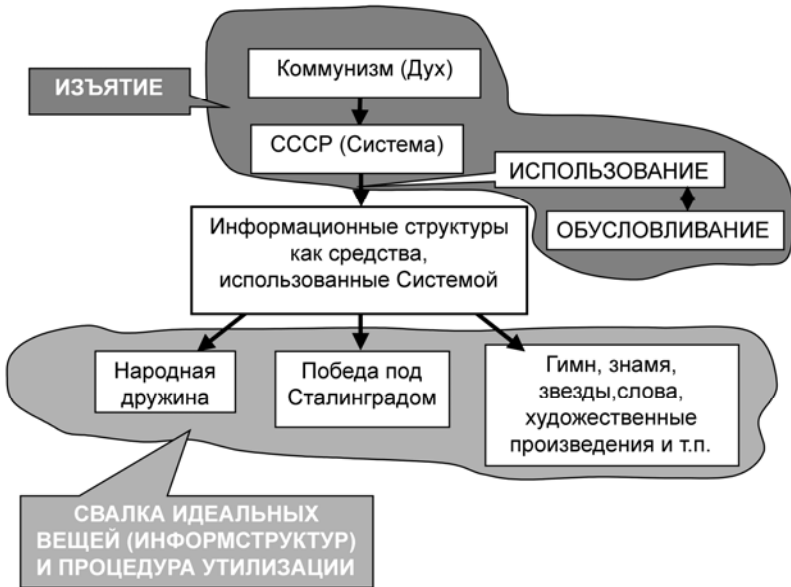 Коммунизм (Дух)
ИЗЪЯТИЕ
СССР (Система)
ИСПОЛЬЗОВАНИЕ
ОБУСЛОВЛИВАНИЕ
Информационные структуры
как средства,
использованные Системой
Народная
дружина
Победа под
Сталинградом
Гимн, знамя,
звезды,слова,
художественные
произведения и т.п.
СВАЛКА ИДЕАЛЬНЫХ
ВЕЩЕЙ (ИНФОРМСТРУКТУР)
И ПРОЦЕДУРА УТИЛИЗАЦИИ